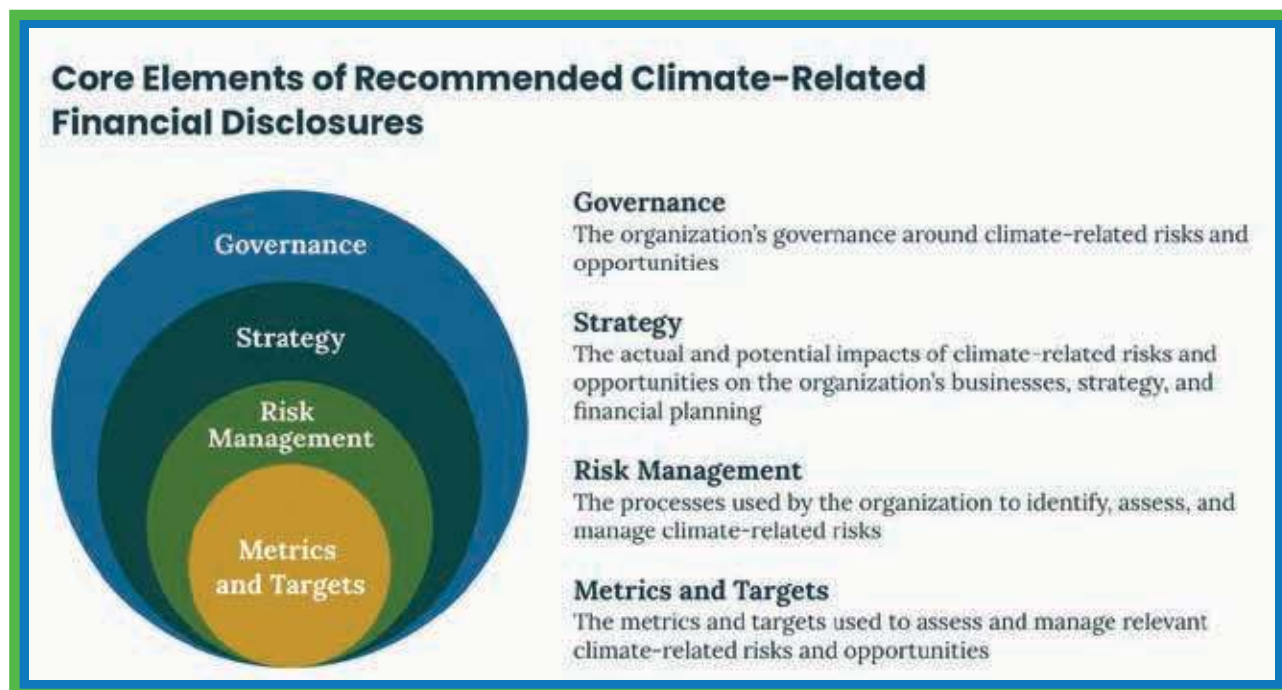 Core Elements of Recommended Climate-Related
Financial Disclosures
Governance
Strategy
Risk
Management
Metrics
and Targets
Governance
The organization's governance around climate-related risks and
opportunities
Strategy
The actual and potential impacts of climate-related risks and
opportunities on the organization's businesses, strategy, and
financial planning
Risk Management
The processes used by the organization to identify, assess, and
manage climate-related risks
Metrics and Targets
The metrics and targets used to assess and manage relevant
climate-related risks and opportunities